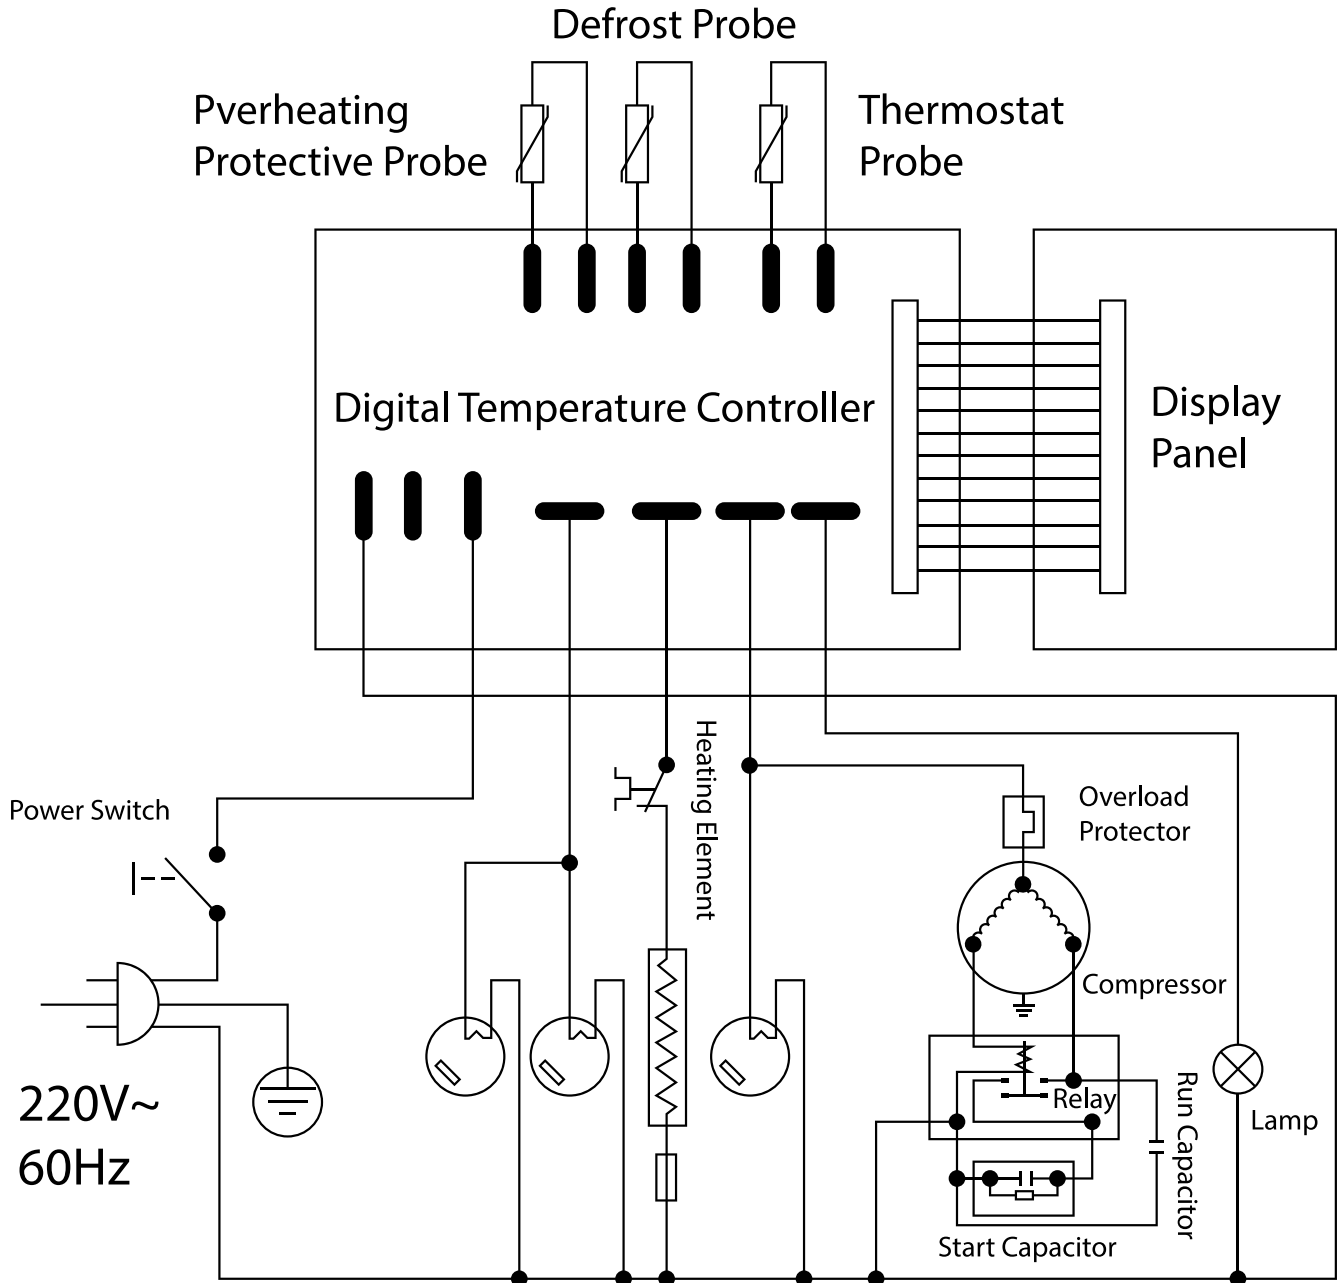 Defrost Probe
Pverheating
Protective Probe
Thermostat
Probe
Digital Temperature Controller
Display
Panel
Heating Element
Power Switch
Overload
Protector
Compressor
Relay
Run Capacitor
Lamp
220V~
60Hz
Start Capacitor